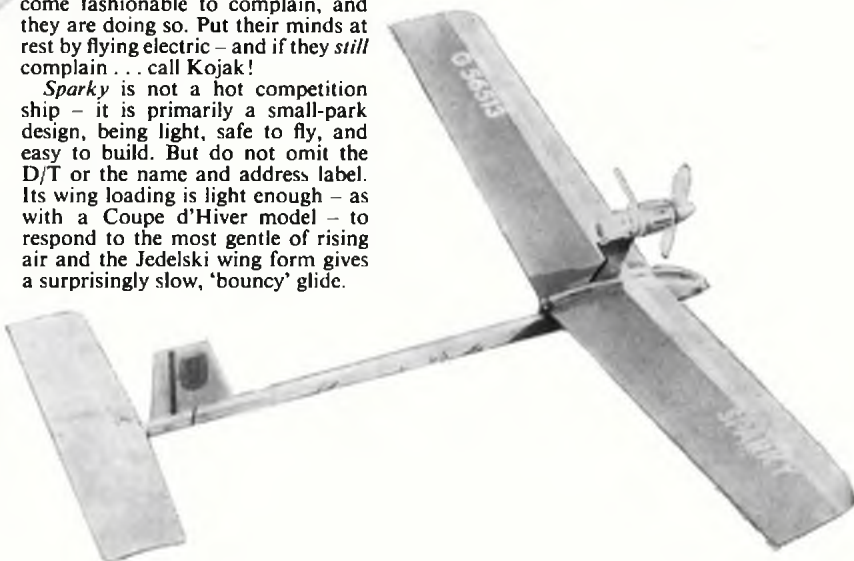 come fashionable to complain, and
they are doing so. Put their minds at
rest by flying electric – and if they still
complain . . . call Kojak!
Sparky is not a hot competition
ship – it is primarily a small-park
design, being light, safe to fly, and
easy to build. But do not omit the
D/T or the name and address label.
Its wing loading is light enough – as
with a Coupe d'Hiver model – to
respond to the most gentle of rising
air and the Jedelski wing form gives
a surprisingly slow, 'bouncy' glide.
O 56513
SPARKY